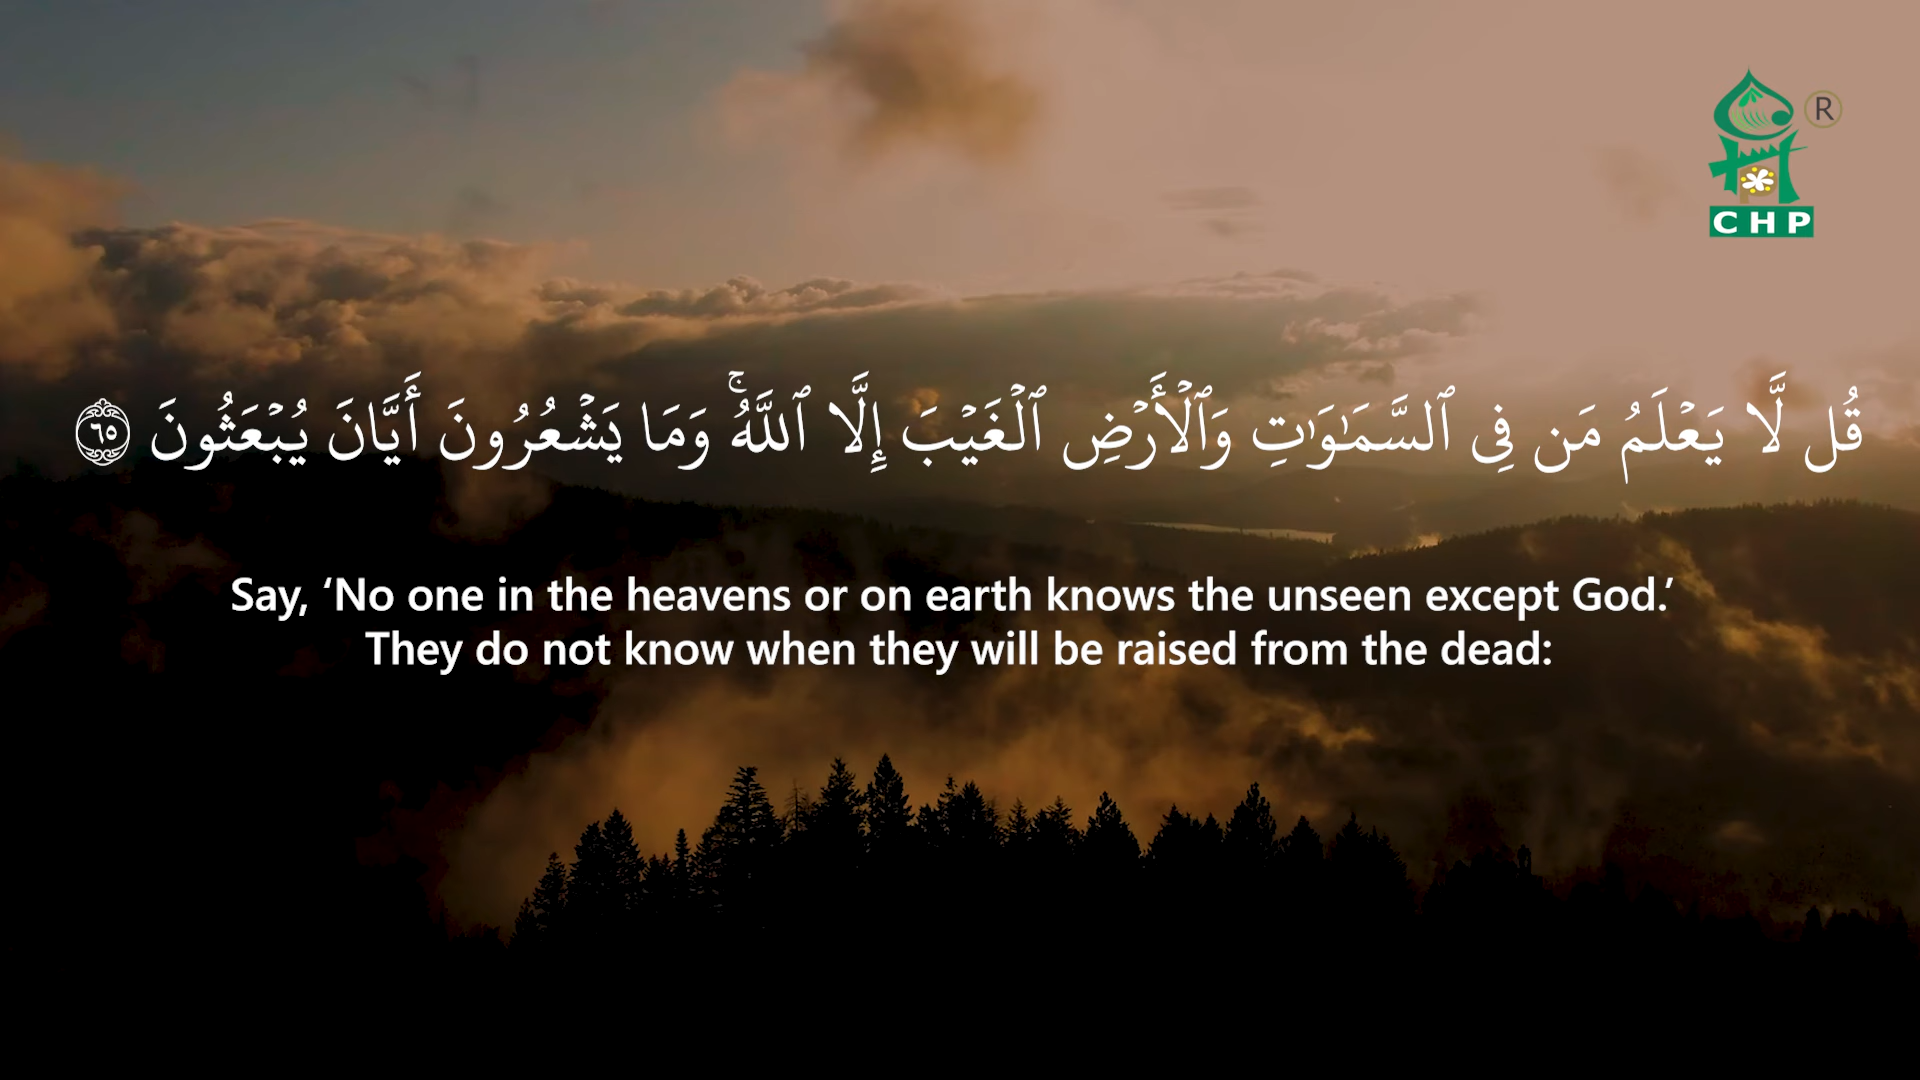 CHP
®
قُل لَّا يَعۡلَمُ مَن فِى ٱلسَّمَـٰوَٰتِ وَٱلۡأَرۡضِ ٱلۡغَيۡبَ إِلَّا ٱللَّهُۚ وَمَا يَشۡعُرُونَ أَيَّانَ يُبۡعَثُونَ ٦٥
Say, ‘No one in the heavens or on earth knows the unseen except God.’
They do not know when they will be raised from the dead: